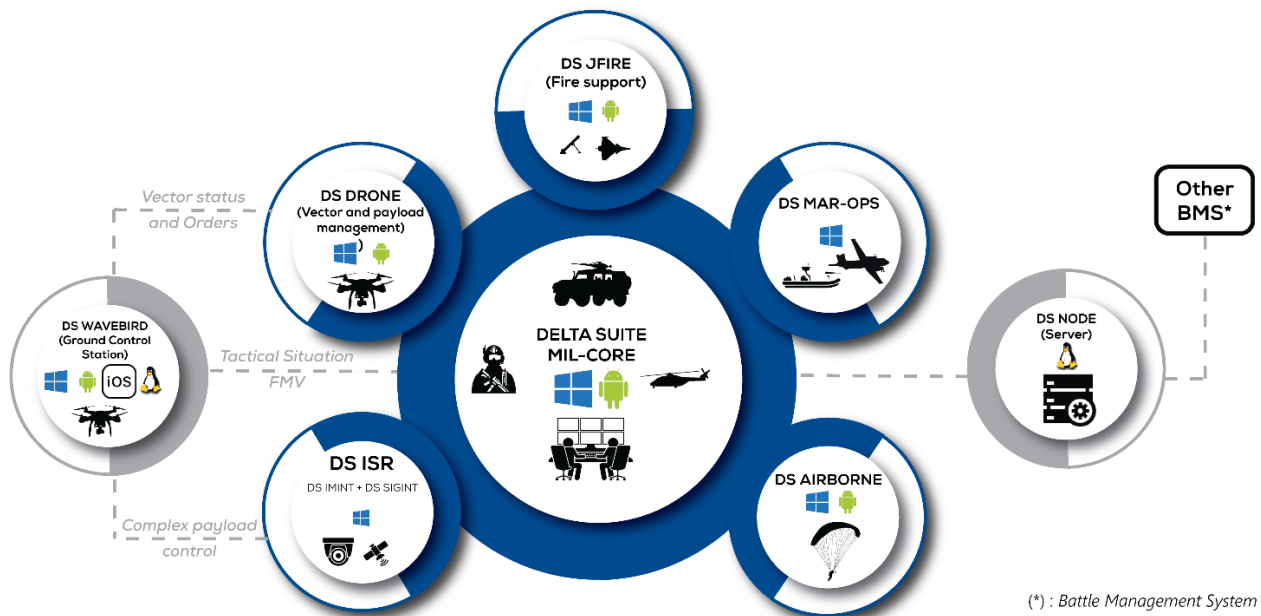 DS JFIRE
(Fire support)
DS DRONE
(Vector and payload
management)
)
DS MAR-OPS
Other
BMS*
Vector status
and Orders
DS WAVEBIRD
(Ground Control
Station)
iOS
Tactical Situation
FMV
DELTA SUITE
MIL-CORE
DS NODE
(Server)
DS ISR
DS IMINT + DS SIGINT
DS AIRBORNE
Complex payload
control
(*) : Battle Management System